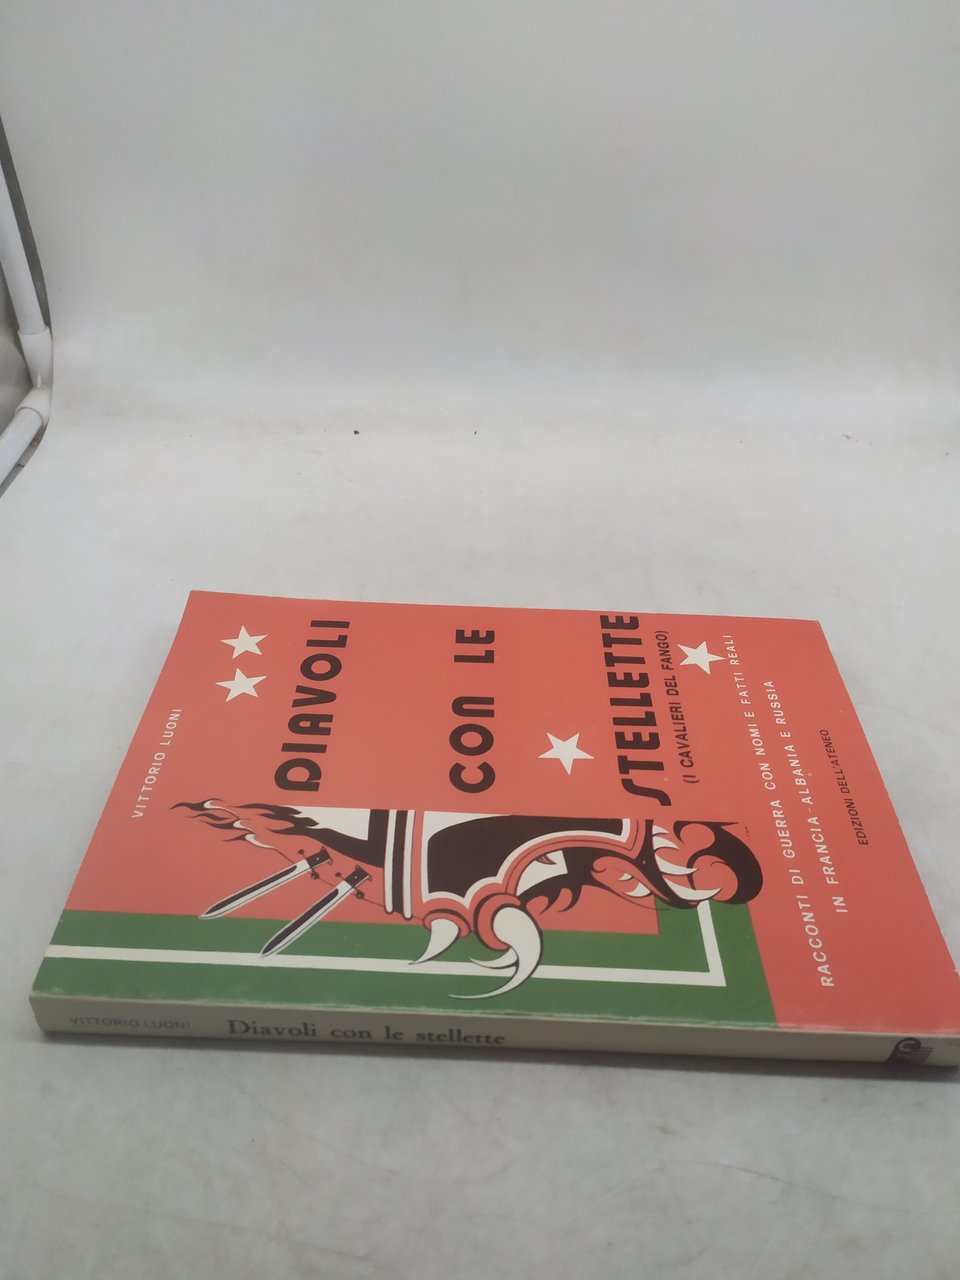 VITTORIO LUONI
DIAVOLI
CON LE
STELLETTE
(I CAVALIERI DEL FANGO)
RACCONTI DI GUERRA CON NOMI E FATTI REALI
IN FRANCIA-ALBANIA E RUSSIA
EDIZIONI DELL'ATENEO
VITTORIO LUONI Diavoli con le stellette